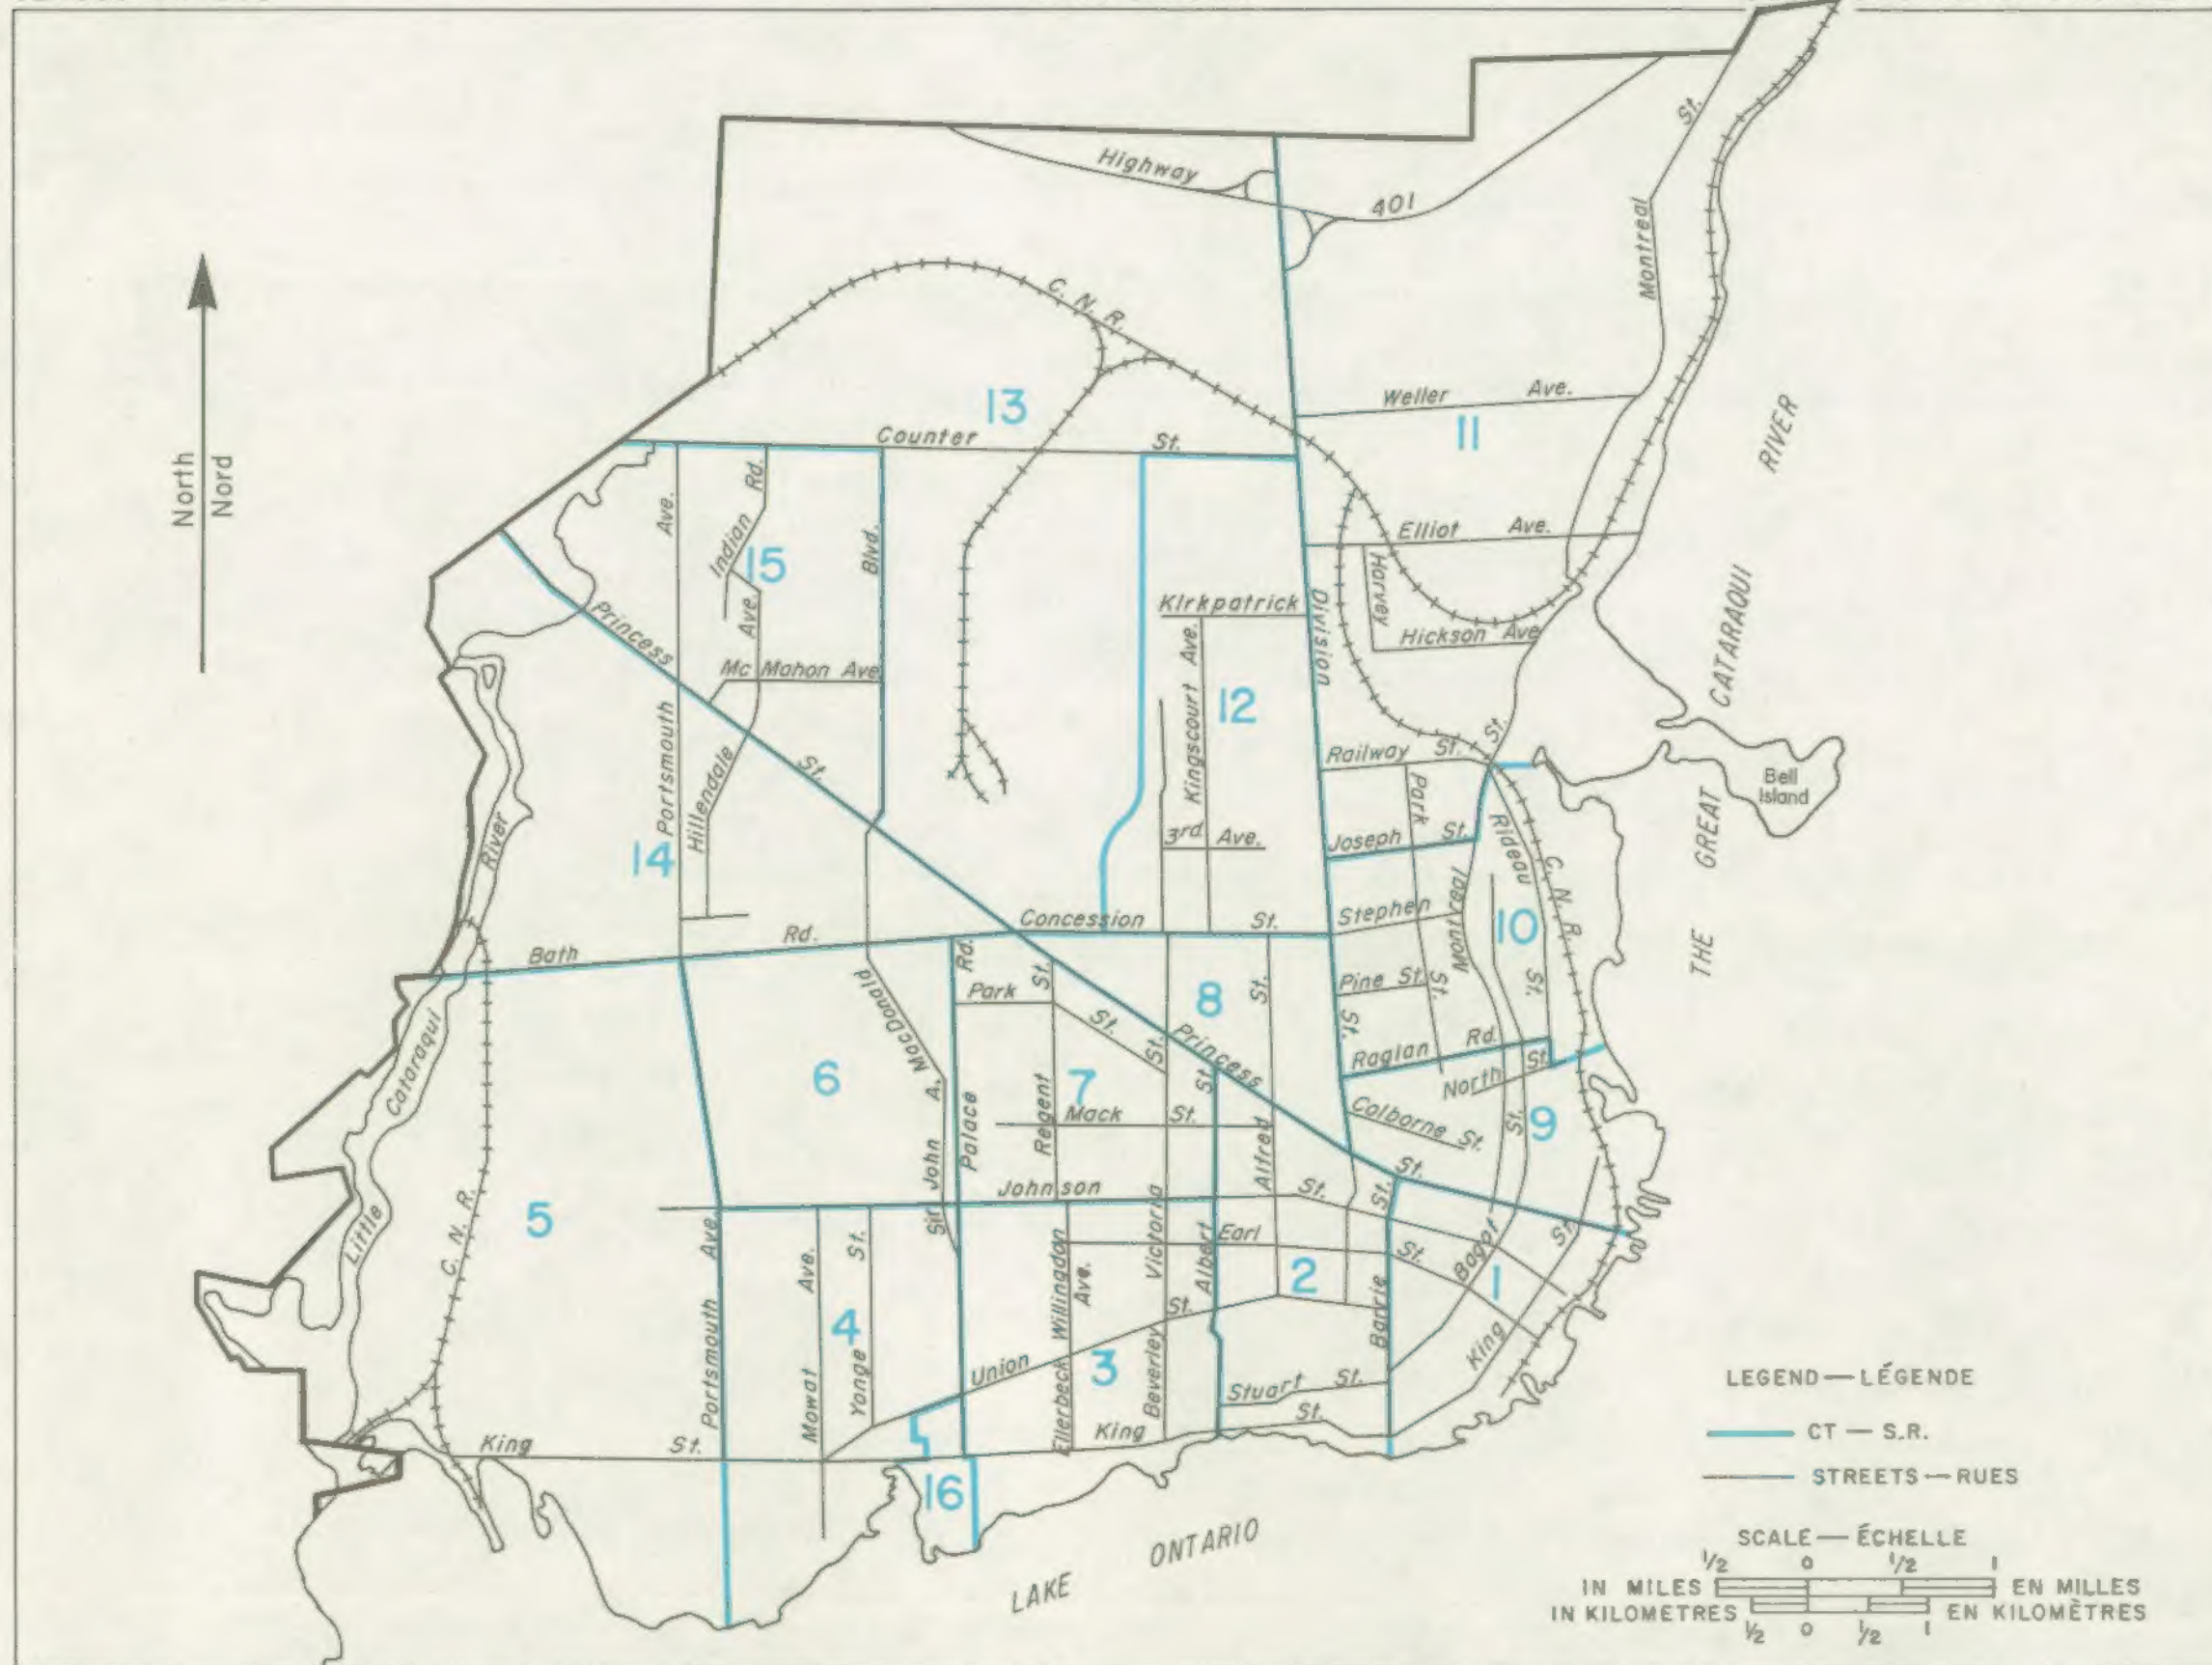 Highway
401
St.
Montreal
C. N. R.
13
Counter St.
Weller Ave.
11
RIVER
CATARAQUI
THE GREAT
North
Nord
Ave.
Rd.
Indian
15
Blvd.
Elliot Ave.
Harvey
Hickson Ave
Kirkpatrick
Division
Princess
Ave.
Mc Mahon Ave
Kingscourt Ave.
12
Portsmouth
Hillendale
St.
Railway St.
St.
Park
Bell
Island
3rd Ave.
Joseph St.
Rideau
C. N. R.
River
14
Concession St.
Stephen
Montreal
10
Bath Rd.
Rd.
St.
Park
St.
8
St.
Pine St.
St.
St.
St.
MacDonald
Cataraqui
6
7
St.
Princess
St.
Raglan Rd.
North St.
Regent
Mack St.
Colborne St.
St.
9
A.
John
Sir
Palace
Alfred
Little
C. N. R.
5
Johnson St.
St.
St.
St.
Portsmouth Ave
Mowat Ave.
Yonge St.
4
Ellerbeck
Willingdon
Ave.
Victoria
Beverley
Albert
Earl St.
2
Barrie
Bagot
1
St.
3
Union
King
Stuart St.
St.
King St.
King
16
LAKE ONTARIO
LEGEND — LÉGENDE
CT — S.R.
STREETS — RUES
SCALE — ÉCHELLE
1/2 0 1/2 1
IN MILES EN MILLES
IN KILOMETRES EN KILOMÈTRES
1/2 0 1/2 1